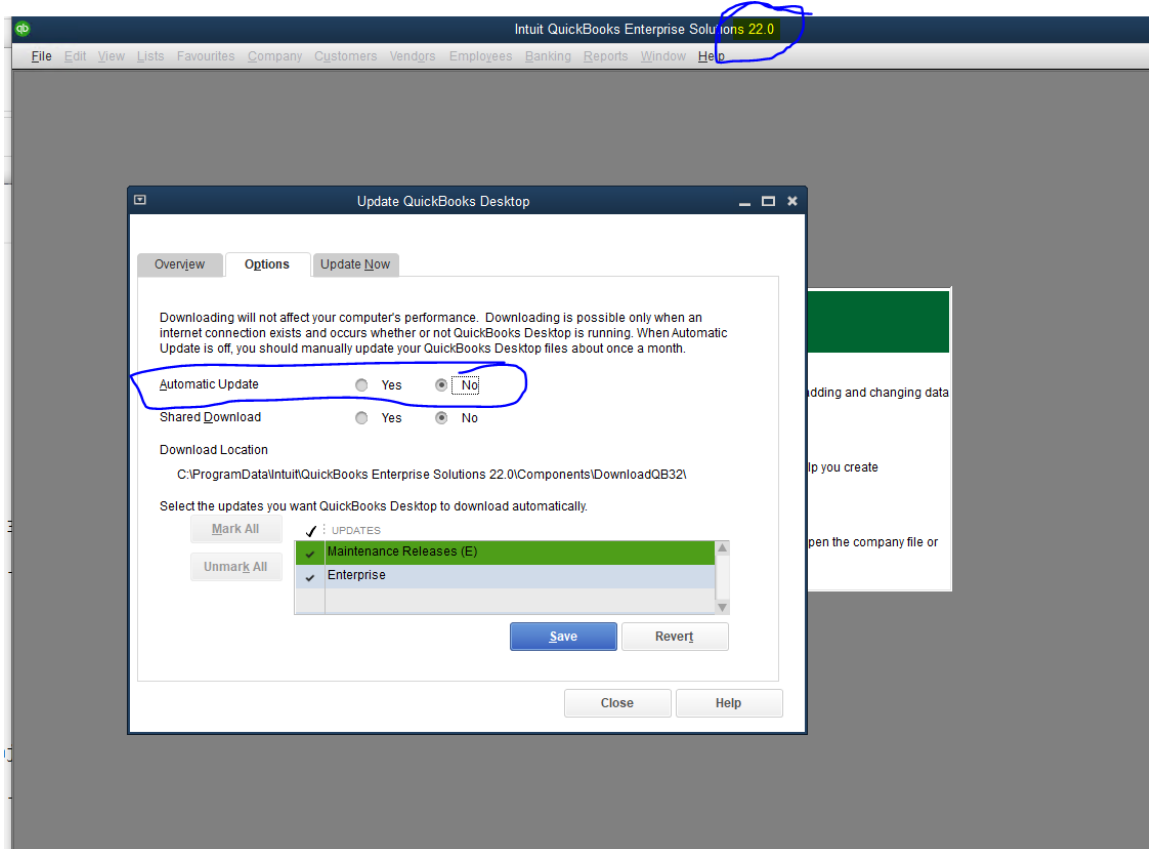 qb
Intuit QuickBooks Enterprise Solutions 22.0
File Edit View Lists Favourites Company Customers Vendors Employees Banking Reports Window Help
Update QuickBooks Desktop
Overview Options Update Now
Downloading will not affect your computer's performance. Downloading is possible only when an
internet connection exists and occurs whether or not QuickBooks Desktop is running. When Automatic
Update is off, you should manually update your QuickBooks Desktop files about once a month.
Automatic Update Yes No
Shared Download Yes No
Download Location
C:\ProgramData\Intuit\QuickBooks Enterprise Solutions 22.0\Components\DownloadQB32\
Select the updates you want QuickBooks Desktop to download automatically.
Mark All
Unmark All
UPDATES
Maintenance Releases (E)
Enterprise
Save Revert
Close Help
adding and changing data
lp you create
pen the company file or